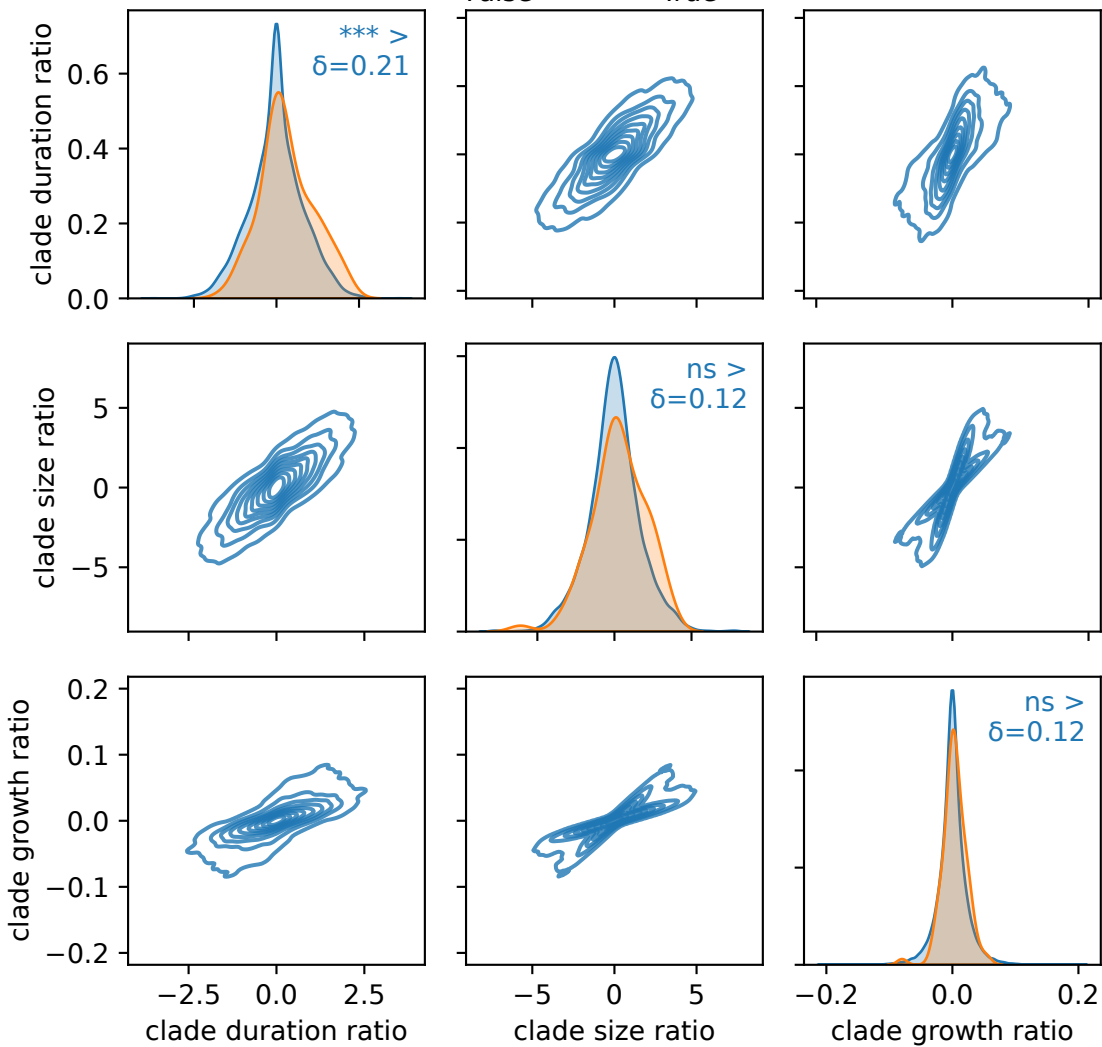 clade duration ratio
0.6
0.4
0.2
0.0
*** >
δ=0.21
clade size ratio
5
0
−5
ns >
δ=0.12
clade growth ratio
0.2
0.1
0.0
−0.1
−0.2
ns >
δ=0.12
−2.5 0.0 2.5
clade duration ratio
−5 0 5
clade size ratio
−0.2 0.0 0.2
clade growth ratio